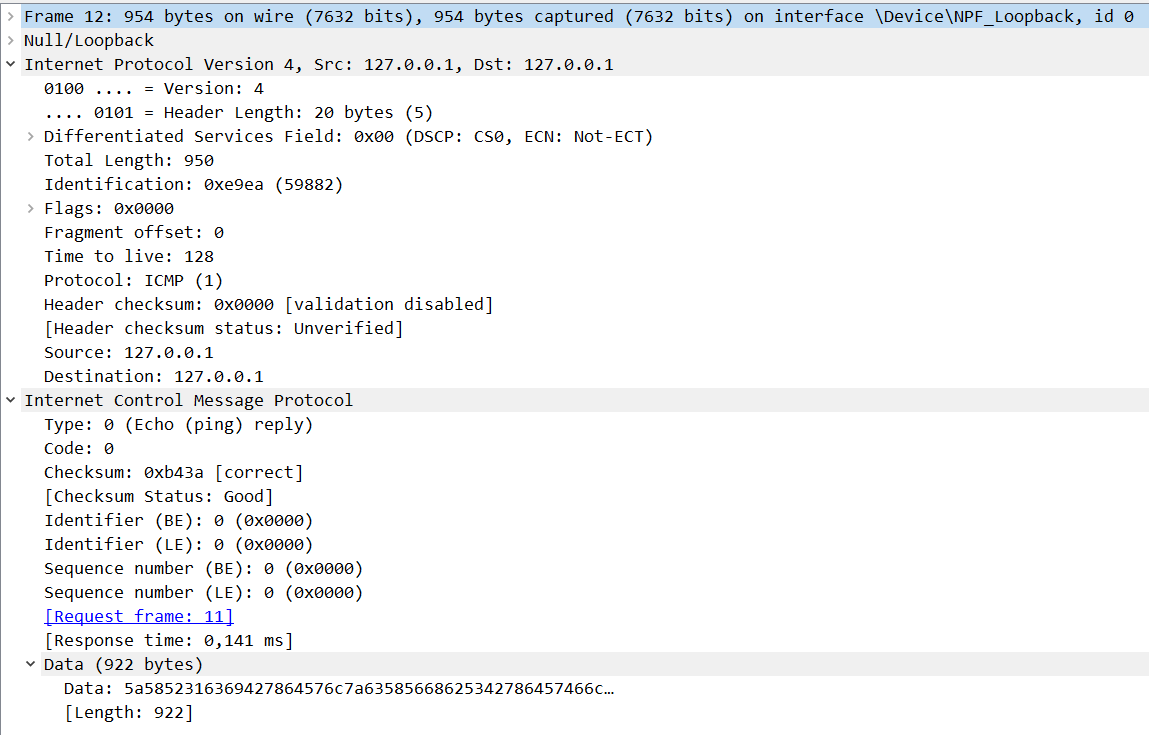 Frame 12: 954 bytes on wire (7632 bits), 954 bytes captured (7632 bits) on interface \Device\NPF_Loopback, id 0
Null/Loopback
Internet Protocol Version 4, Src: 127.0.0.1, Dst: 127.0.0.1
0100 .... = Version: 4
.... 0101 = Header Length: 20 bytes (5)
Differentiated Services Field: 0x00 (DSCP: CS0, ECN: Not-ECT)
Total Length: 950
Identification: 0xe9ea (59882)
Flags: 0x0000
Fragment offset: 0
Time to live: 128
Protocol: ICMP (1)
Header checksum: 0x0000 [validation disabled]
[Header checksum status: Unverified]
Source: 127.0.0.1
Destination: 127.0.0.1
Internet Control Message Protocol
Type: 0 (Echo (ping) reply)
Code: 0
Checksum: 0xb43a [correct]
[Checksum Status: Good]
Identifier (BE): 0 (0x0000)
Identifier (LE): 0 (0x0000)
Sequence number (BE): 0 (0x0000)
Sequence number (LE): 0 (0x0000)
[Request frame: 11]
[Response time: 0,141 ms]
Data (922 bytes)
Data: 5a5852316369427864576c7a63585668625342786457466c…
[Length: 922]